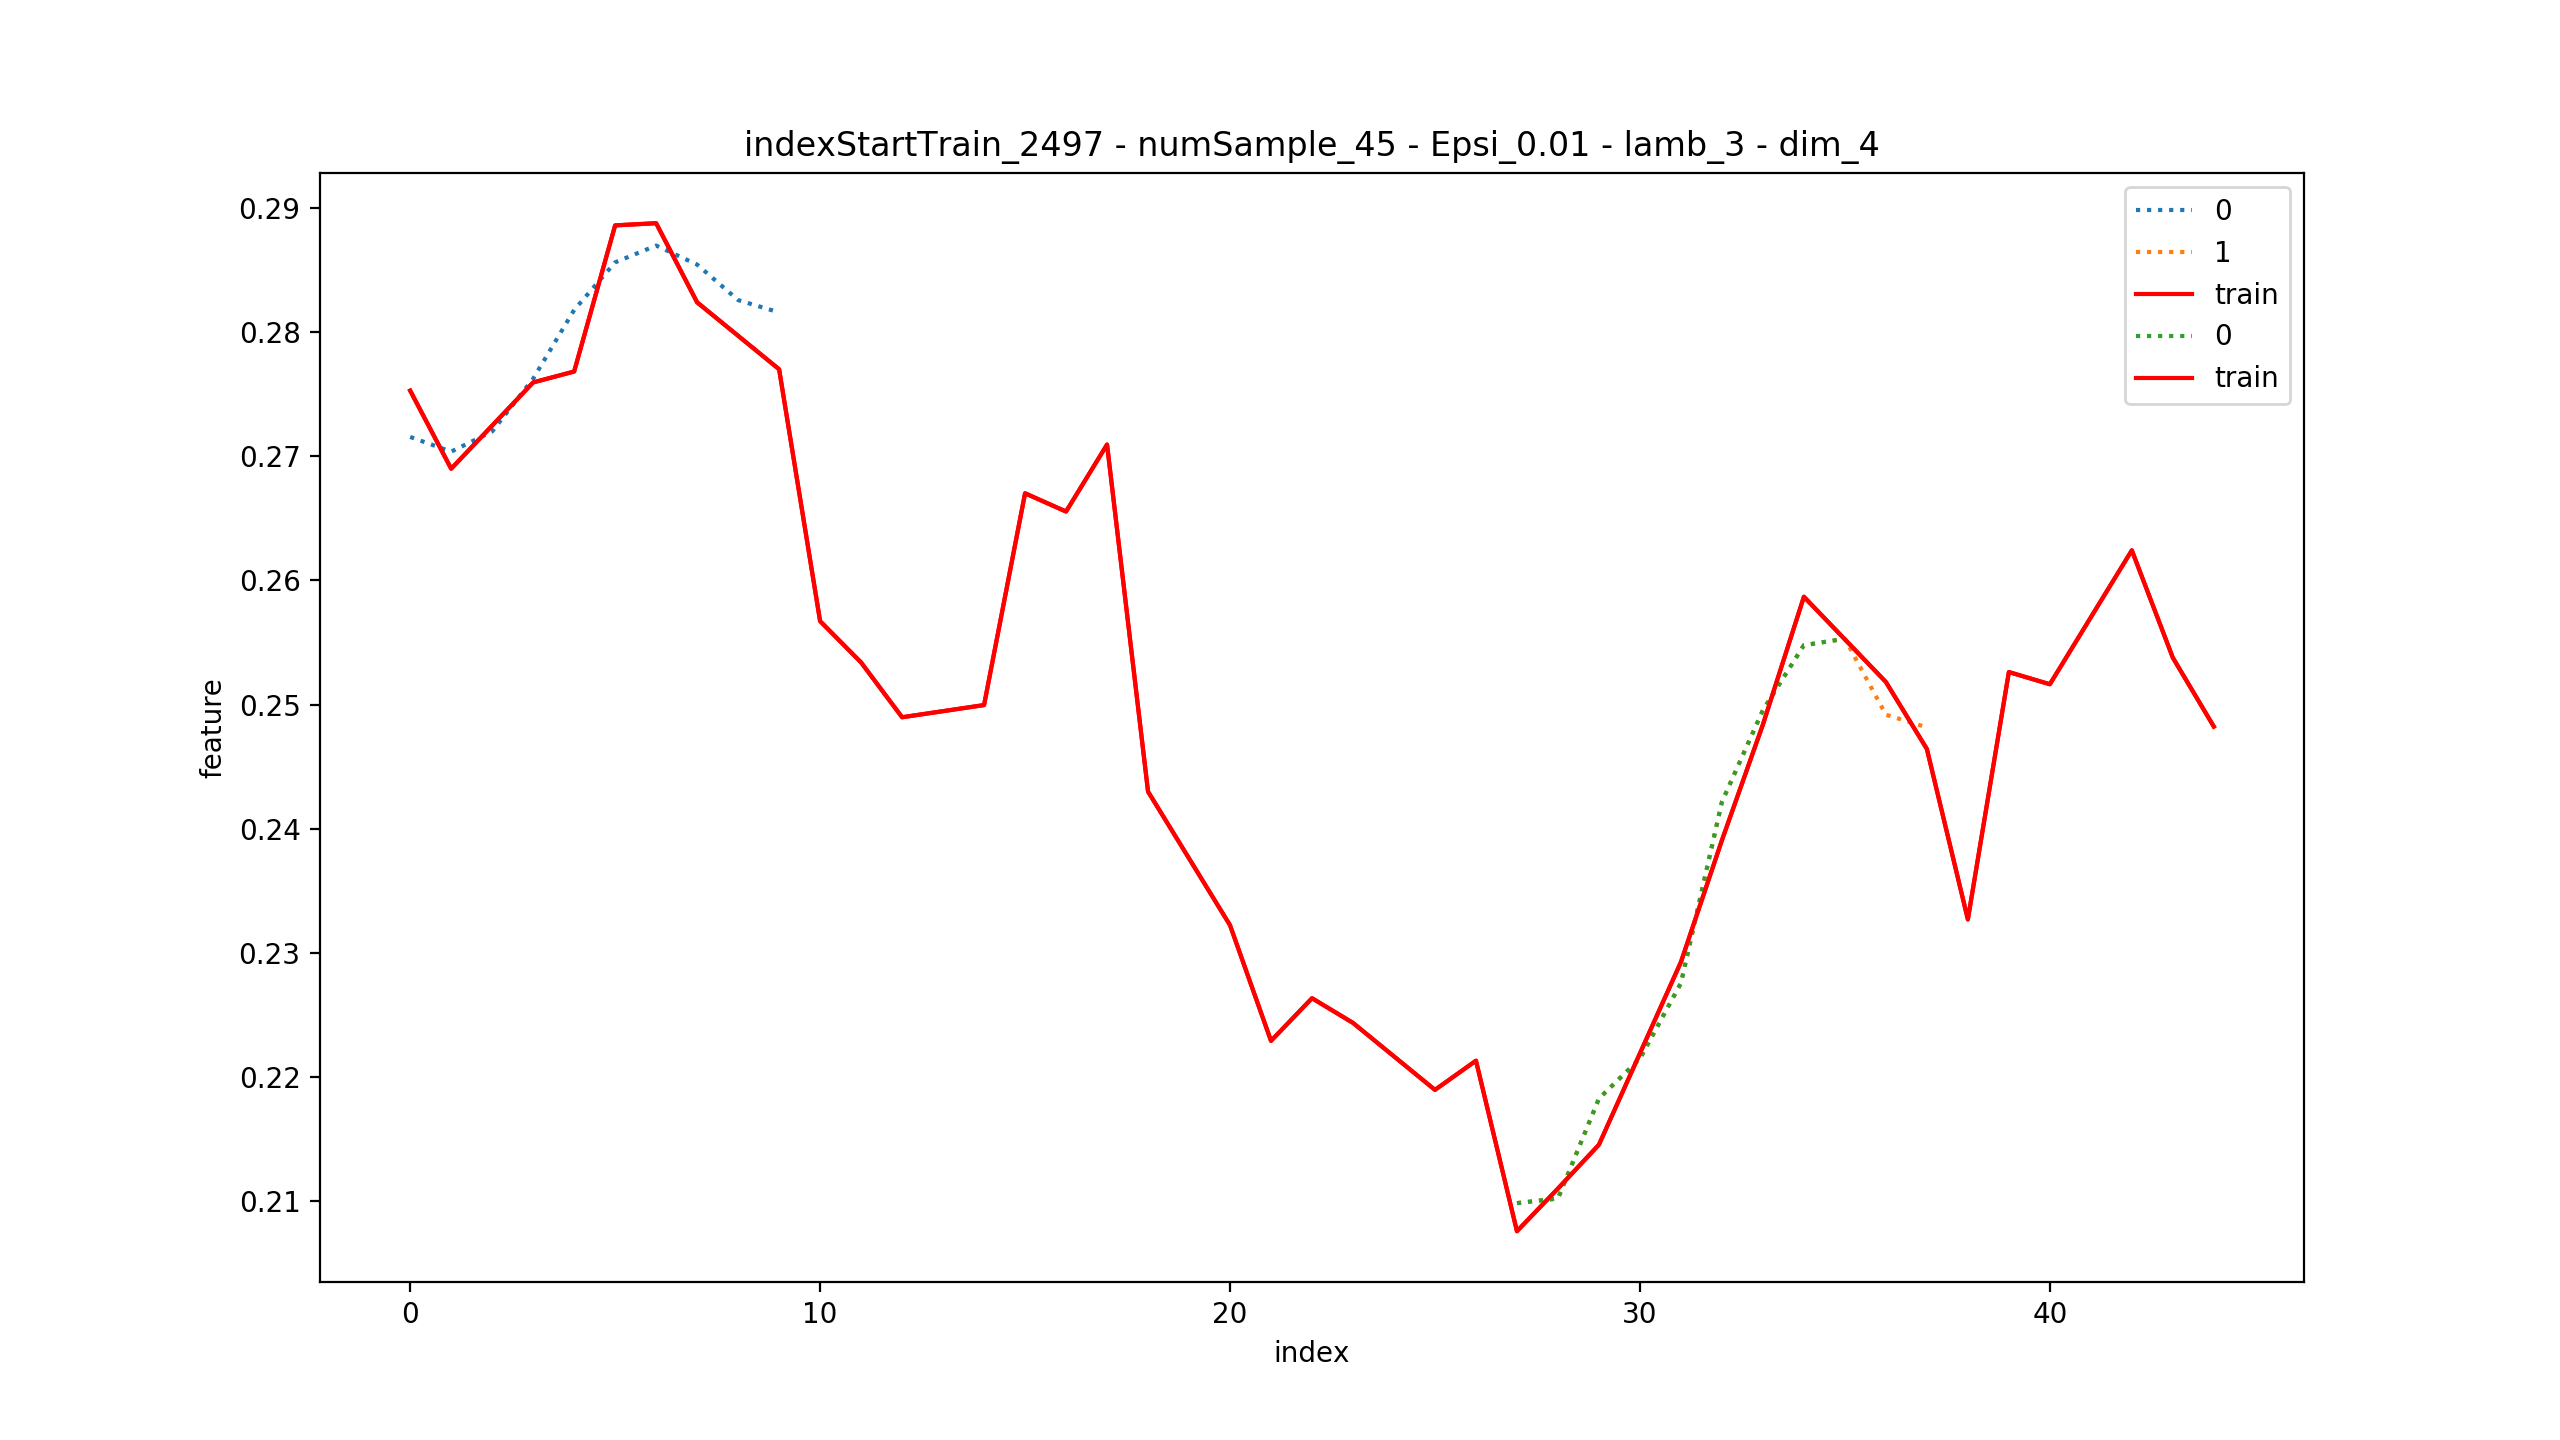 indexStartTrain_2497 - numSample_45 - Epsi_0.01 - lamb_3 - dim_4
0
1
train
0
train
0.29
0.28
0.27
0.26
0.25
0.24
0.23
0.22
0.21
feature
0 10 20 30 40
index